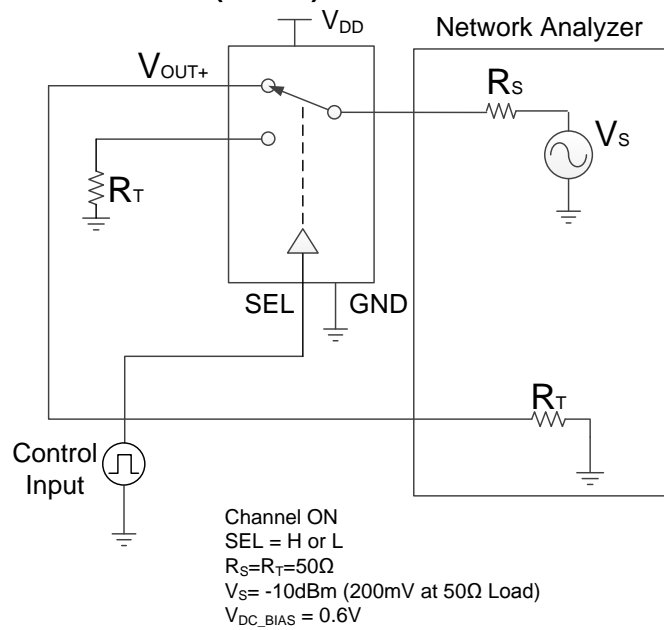 V_DD
Network Analyzer
V_OUT+
R_S
V_S
R_T
SEL GND
R_T
Control
Input
Channel ON
SEL = H or L
R_S=R_T=50Ω
V_S= -10dBm (200mV at 50Ω Load)
V_DC_BIAS = 0.6V